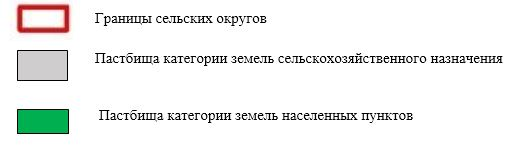 Границы сельских округов
Пастбища категории земель сельскохозяйственного назначения
Пастбища категории земель населенных пунктов